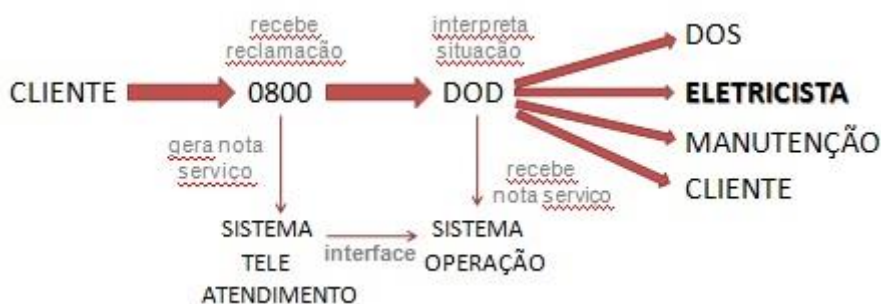 recebe
reclamação
interpreta
situação
DOS
CLIENTE
0800
DOD
ELETRICISTA
MANUTENÇÃO
CLIENTE
gera nota
serviço
recebe
nota serviço
SISTEMA
TELE
ATENDIMENTO
interface
SISTEMA
OPERAÇÃO